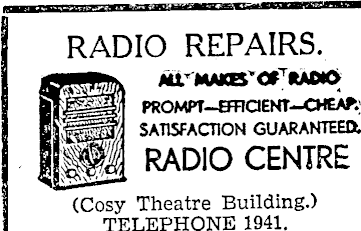 RADIO REPAIRS.
ALL MAKES OF RADIO
PROMPT—EFFICIENT—CHEAP.
SATISFACTION GUARANTEED.
RADIO CENTRE
(Cosy Theatre Building.)
TELEPHONE 1941.